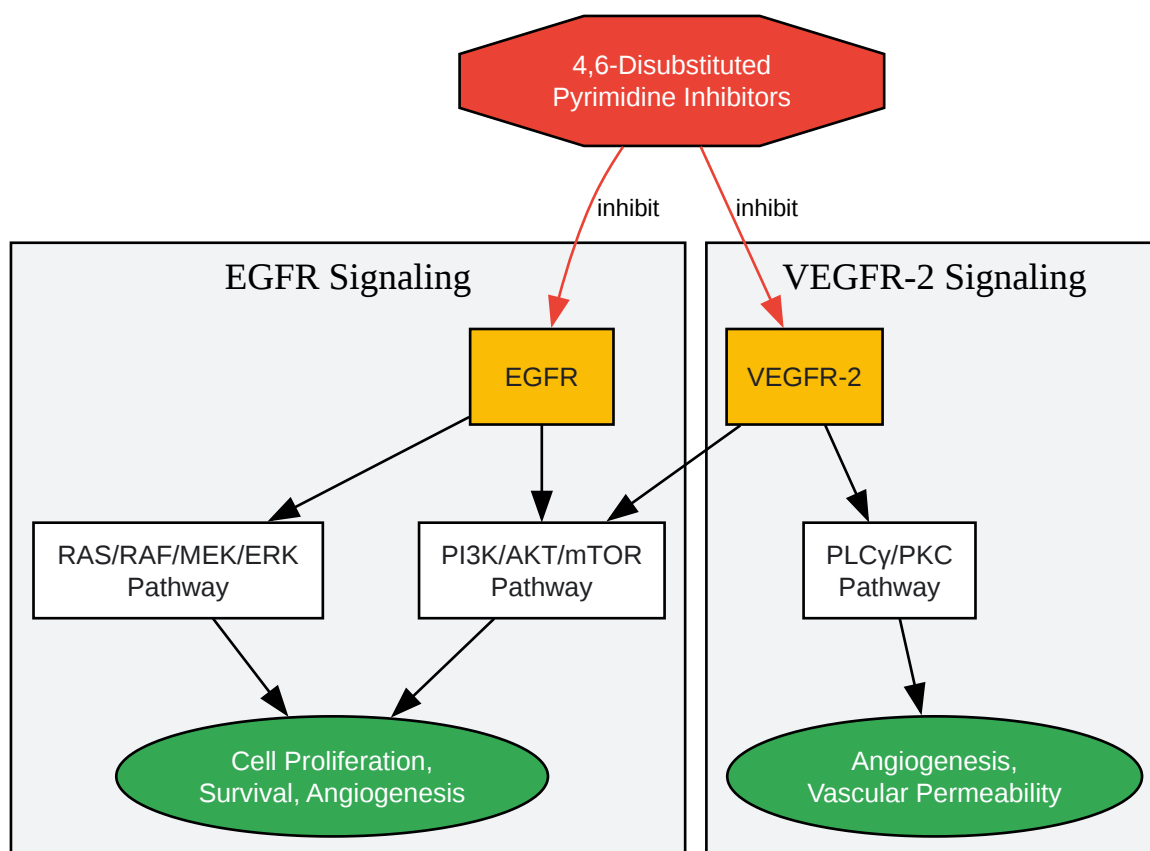 4,6-Disubstituted
Pyrimidine Inhibitors
inhibit
inhibit
EGFR Signaling
VEGFR-2 Signaling
EGFR
VEGFR-2
RAS/RAF/MEK/ERK
Pathway
PI3K/AKT/mTOR
Pathway
PLCγ/PKC
Pathway
Cell Proliferation,
Survival, Angiogenesis
Angiogenesis,
Vascular Permeability